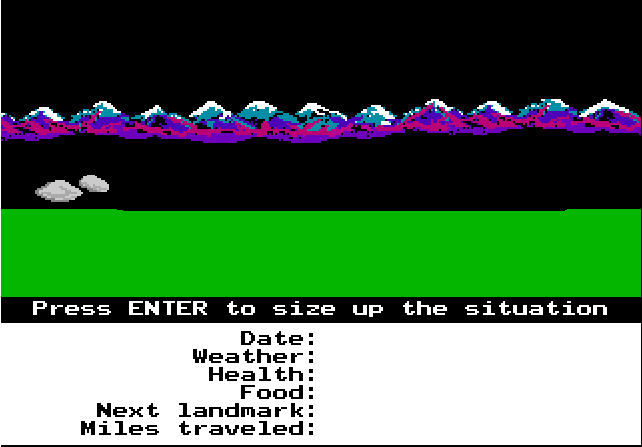 Press ENTER to size up the situation
Date:
Weather:
Health:
Food:
Next landmark:
Miles traveled: